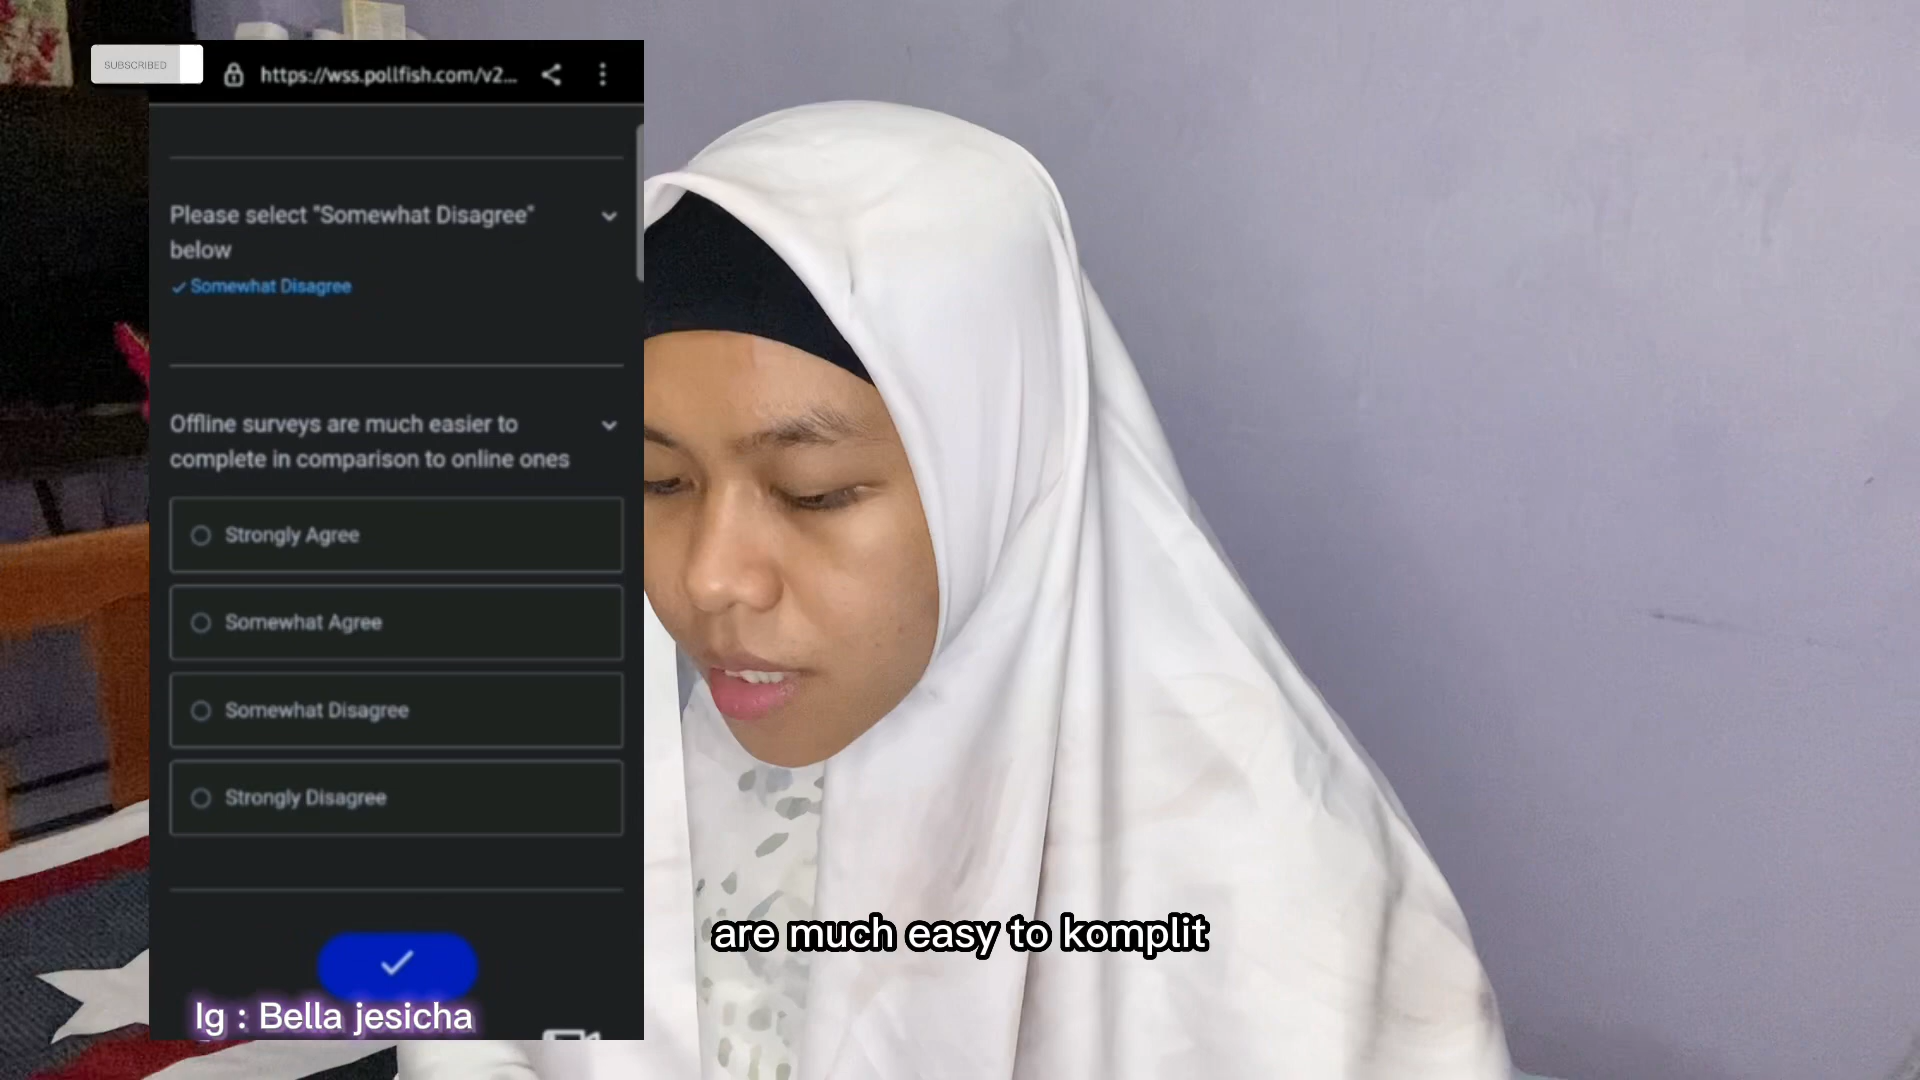 SUBSCRIBED
https://wss.pollfish.com/v2...
Please select "Somewhat Disagree"
below
Somewhat Disagree
Offline surveys are much easier to
complete in comparison to online ones
Strongly Agree
Somewhat Agree
Somewhat Disagree
Strongly Disagree
are much easy to komplit
Ig : Bella jesicha